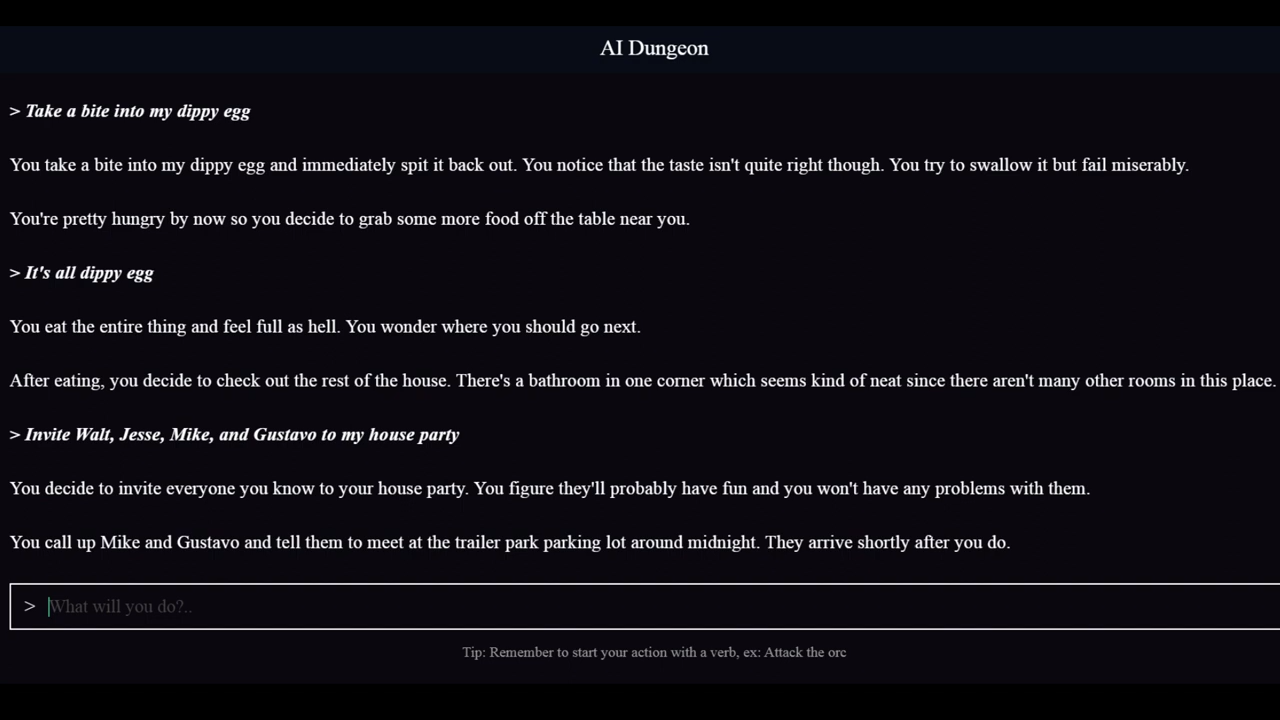 AI Dungeon
> Take a bite into my dippy egg
You take a bite into my dippy egg and immediately spit it back out. You notice that the taste isn't quite right though. You try to swallow it but fail miserably.
You're pretty hungry by now so you decide to grab some more food off the table near you.
> It's all dippy egg
You eat the entire thing and feel full as hell. You wonder where you should go next.
After eating, you decide to check out the rest of the house. There's a bathroom in one corner which seems kind of neat since there aren't many other rooms in this place.
> Invite Walt, Jesse, Mike, and Gustavo to my house party
You decide to invite everyone you know to your house party. You figure they'll probably have fun and you won't have any problems with them.
You call up Mike and Gustavo and tell them to meet at the trailer park parking lot around midnight. They arrive shortly after you do.
> What will you do?..
Tip: Remember to start your action with a verb, ex: Attack the orc